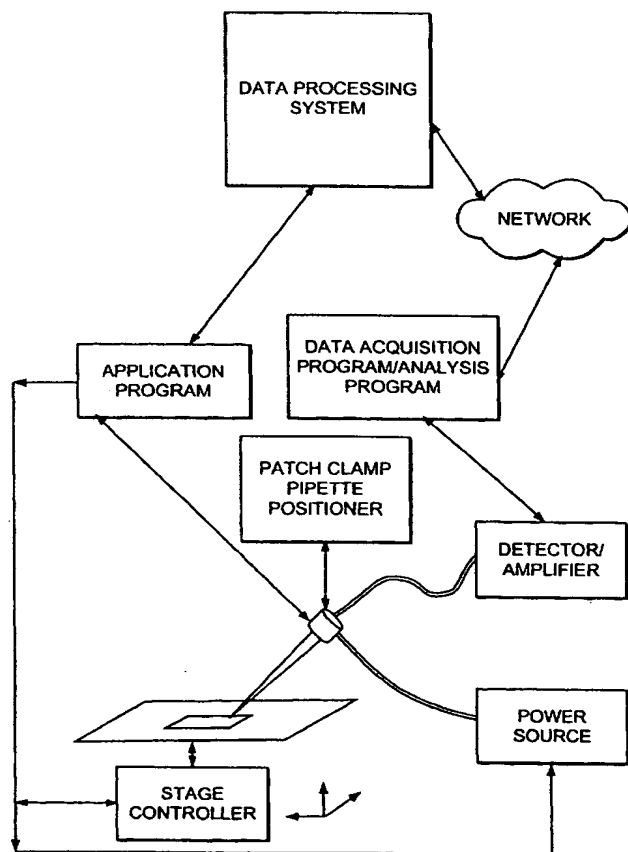 DATA PROCESSING
SYSTEM
NETWORK
DATA ACQUISITION
PROGRAM/ANALYSIS
PROGRAM
APPLICATION
PROGRAM
PATCH CLAMP
PIPETTE
POSITIONER
DETECTOR/
AMPLIFIER
POWER
SOURCE
STAGE
CONTROLLER